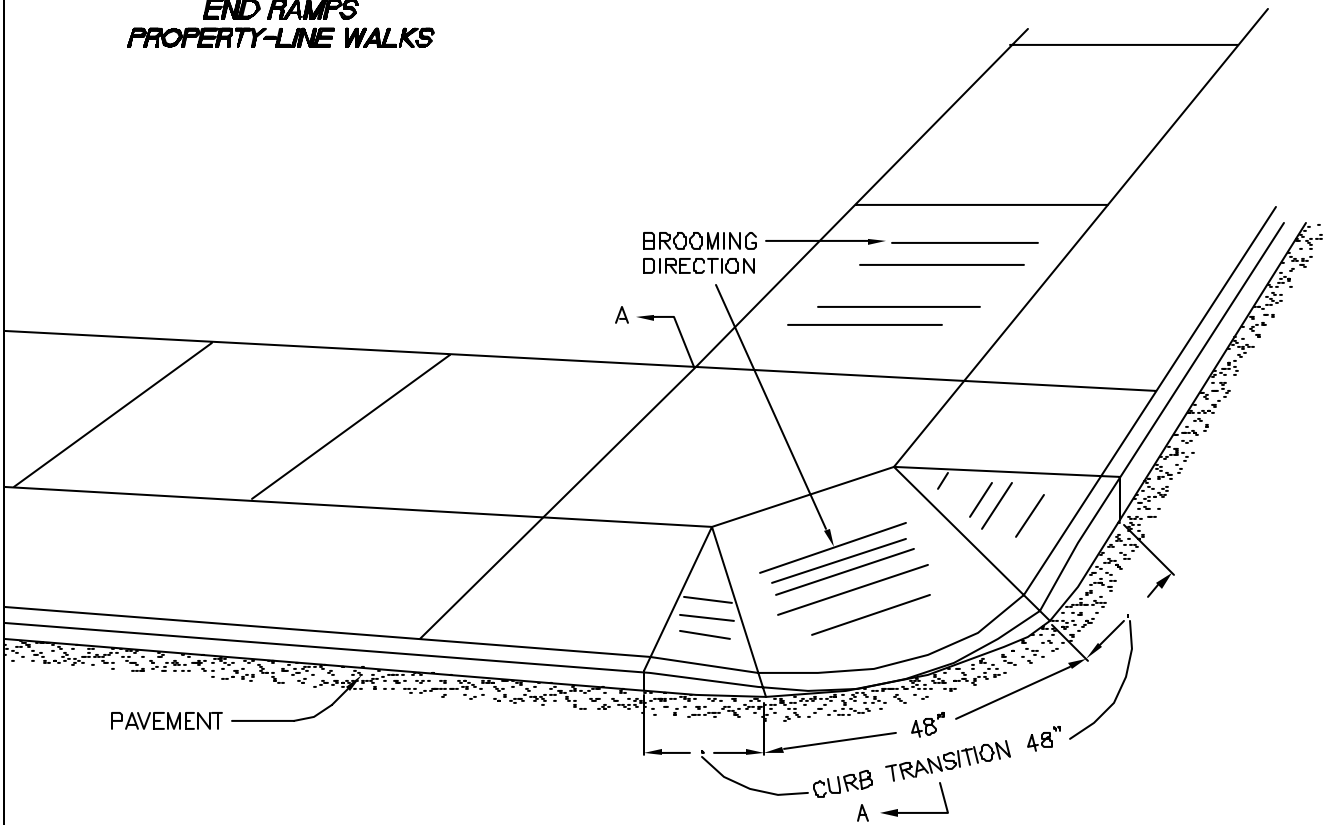 END RAMPS
PROPERTY-LINE WALKS
BROOMING
DIRECTION
A
PAVEMENT
48"
CURB TRANSITION 48"
A